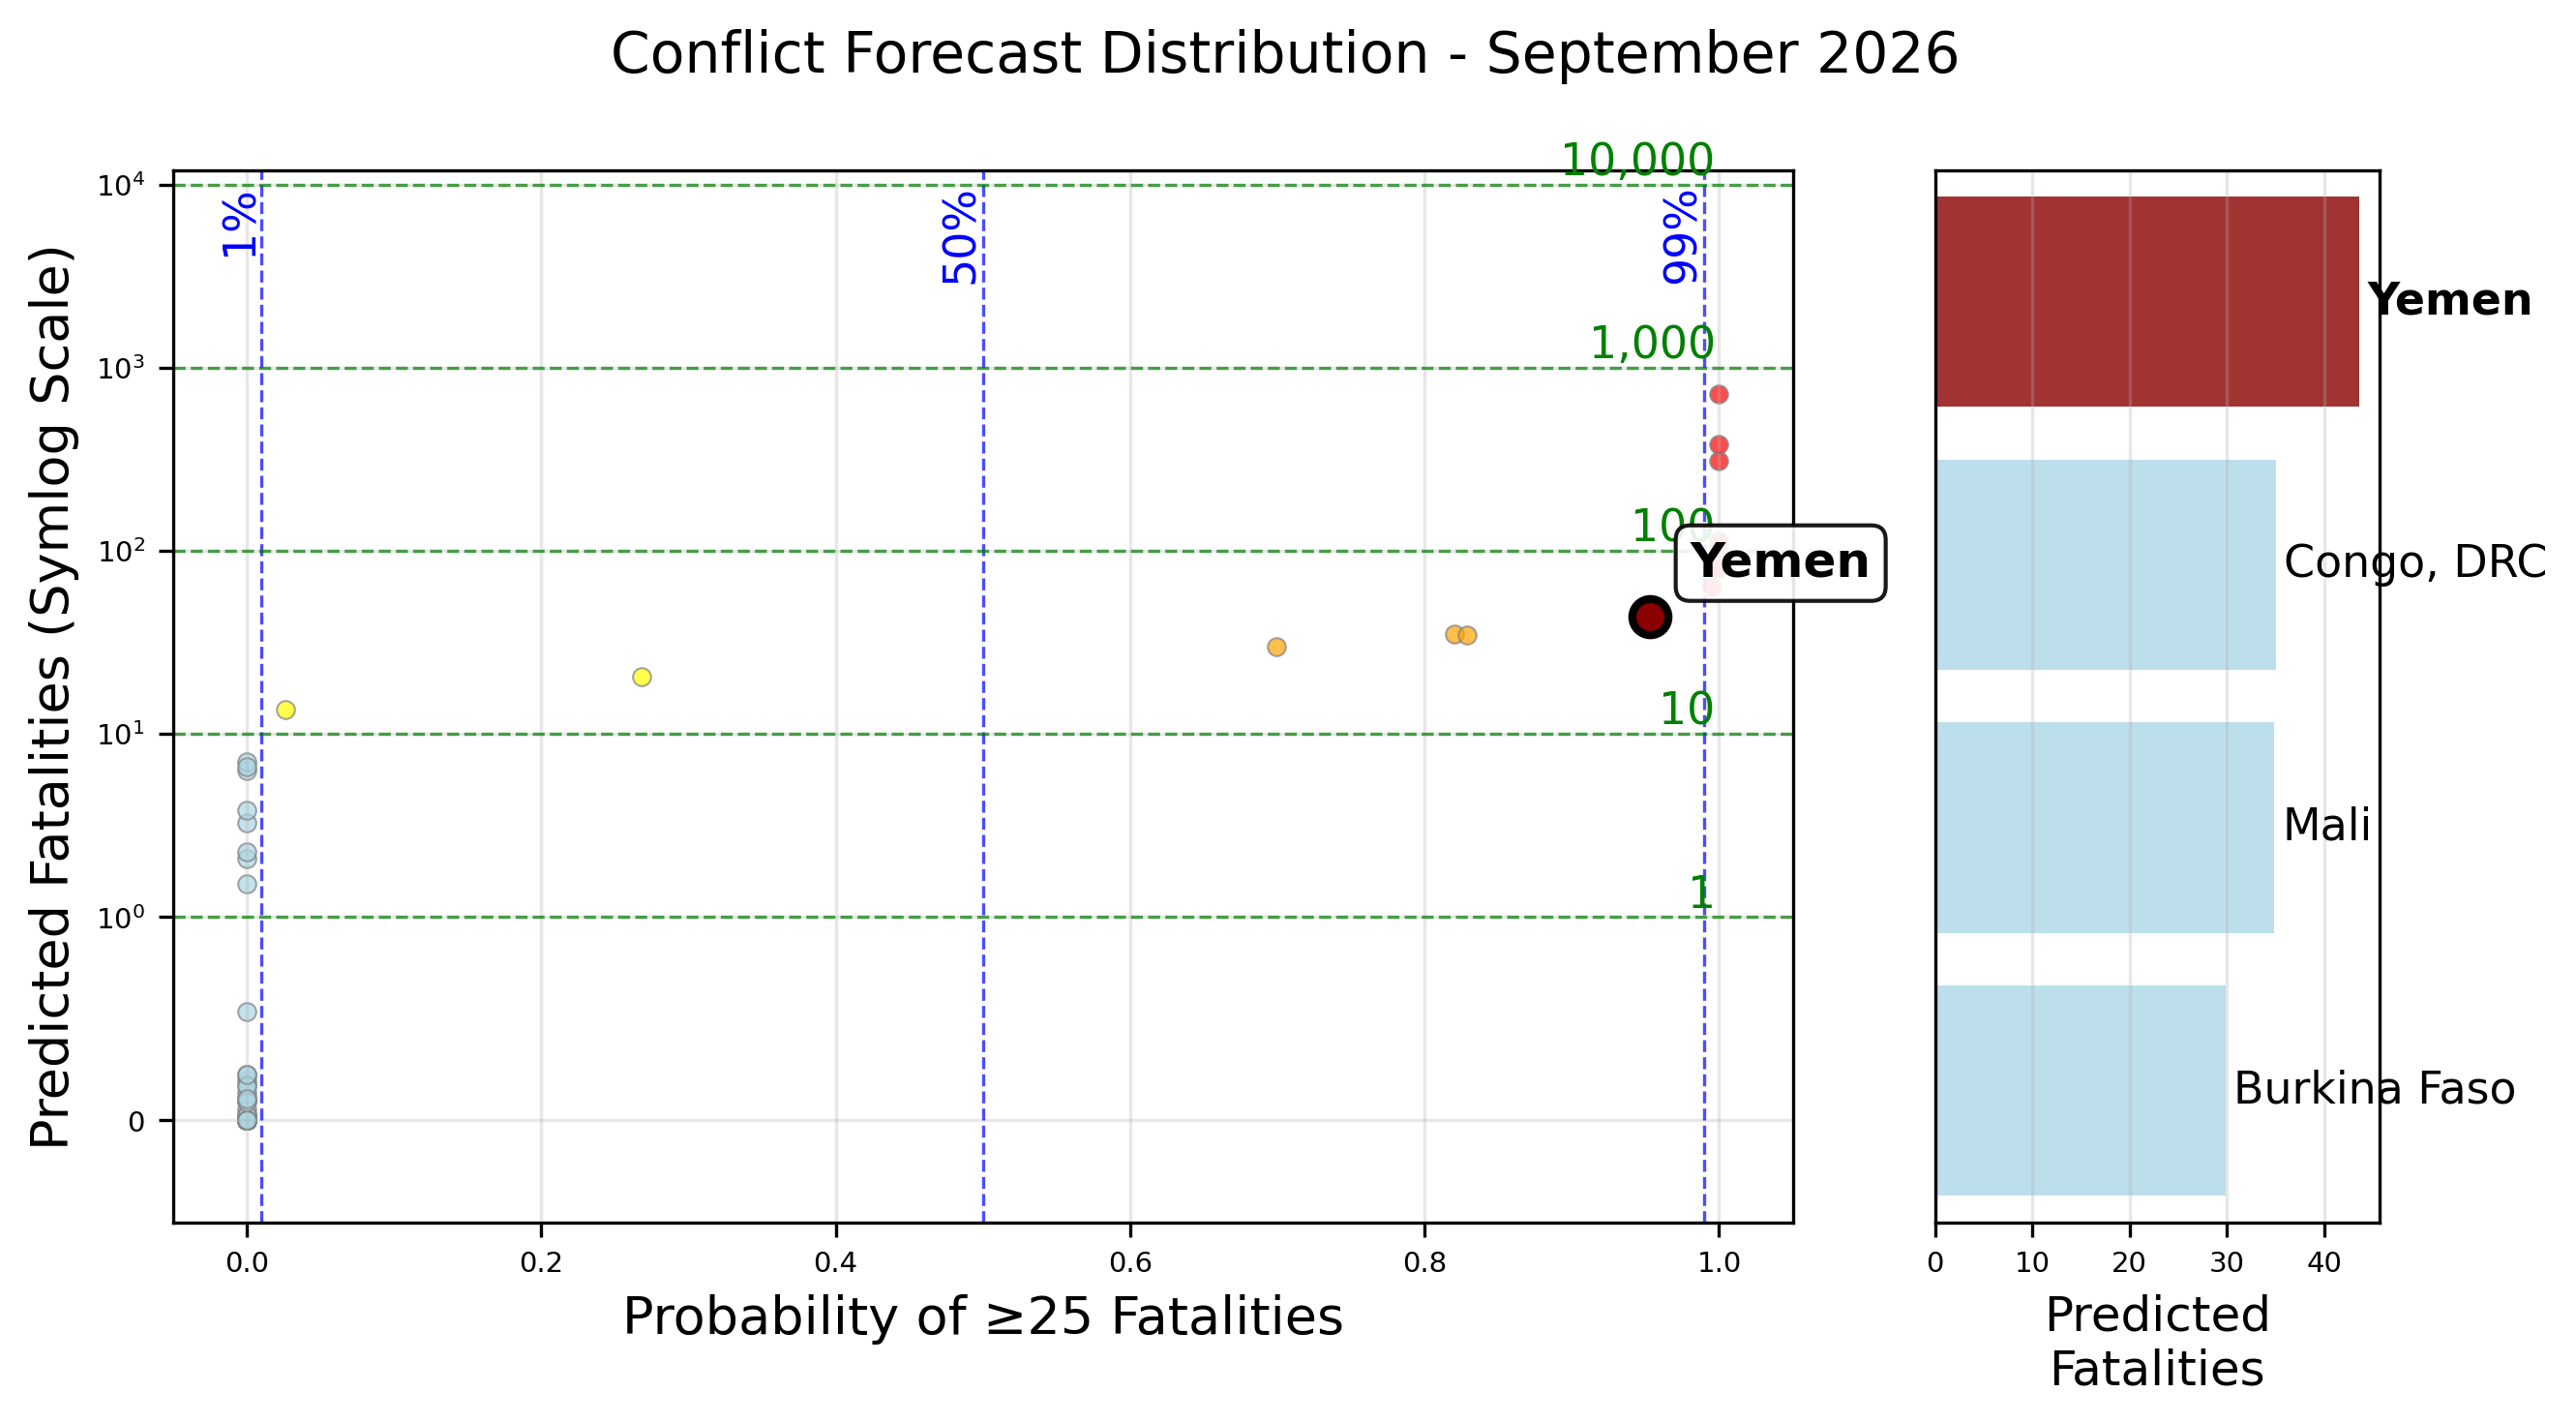 Conflict Forecast Distribution - September 2026
Predicted Fatalities (Symlog Scale)
10⁴
10³
10²
10¹
10⁰
0
1%
50%
99%
10,000
1,000
100
10
1
Yemen
0.0
0.2
0.4
0.6
0.8
1.0
Probability of ≥25 Fatalities
Yemen
Congo, DRC
Mali
Burkina Faso
0
10
20
30
40
Predicted
Fatalities